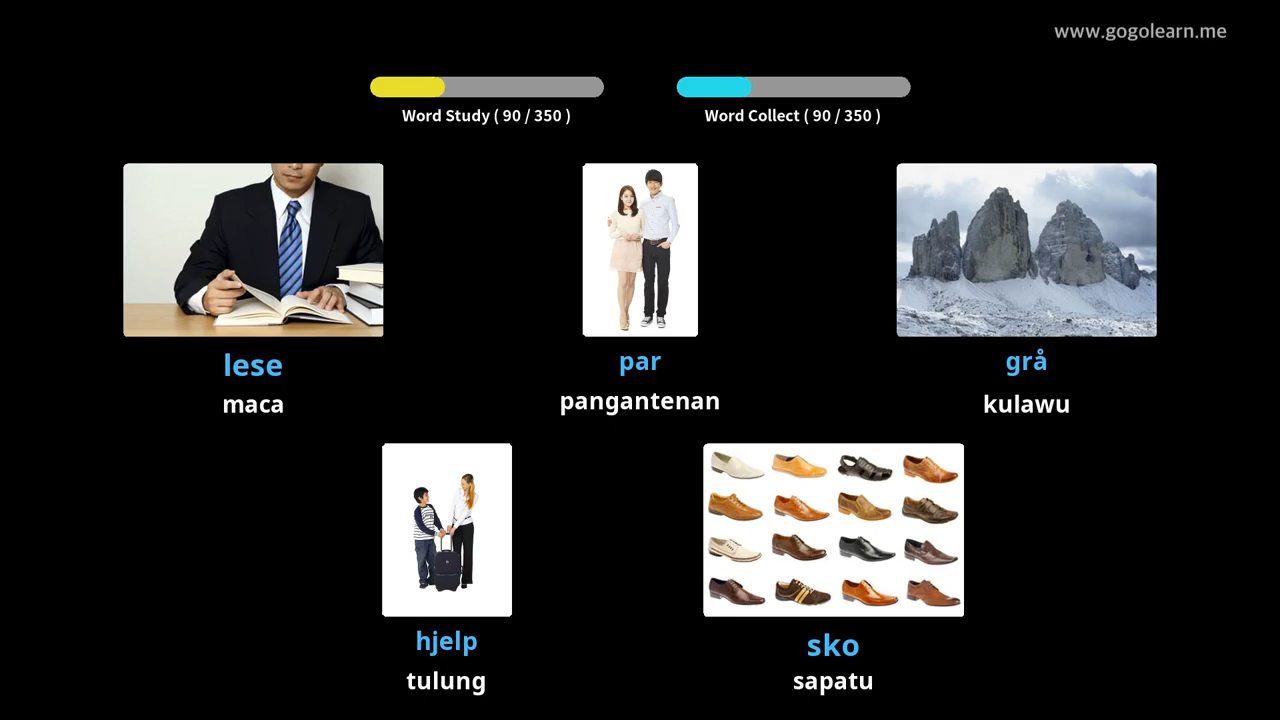 www.gogolearn.me
Word Study ( 90 / 350 )
Word Collect ( 90 / 350 )
lese
maca
par
pangantenan
grå
kulawu
hjelp
tulung
sko
sapatu